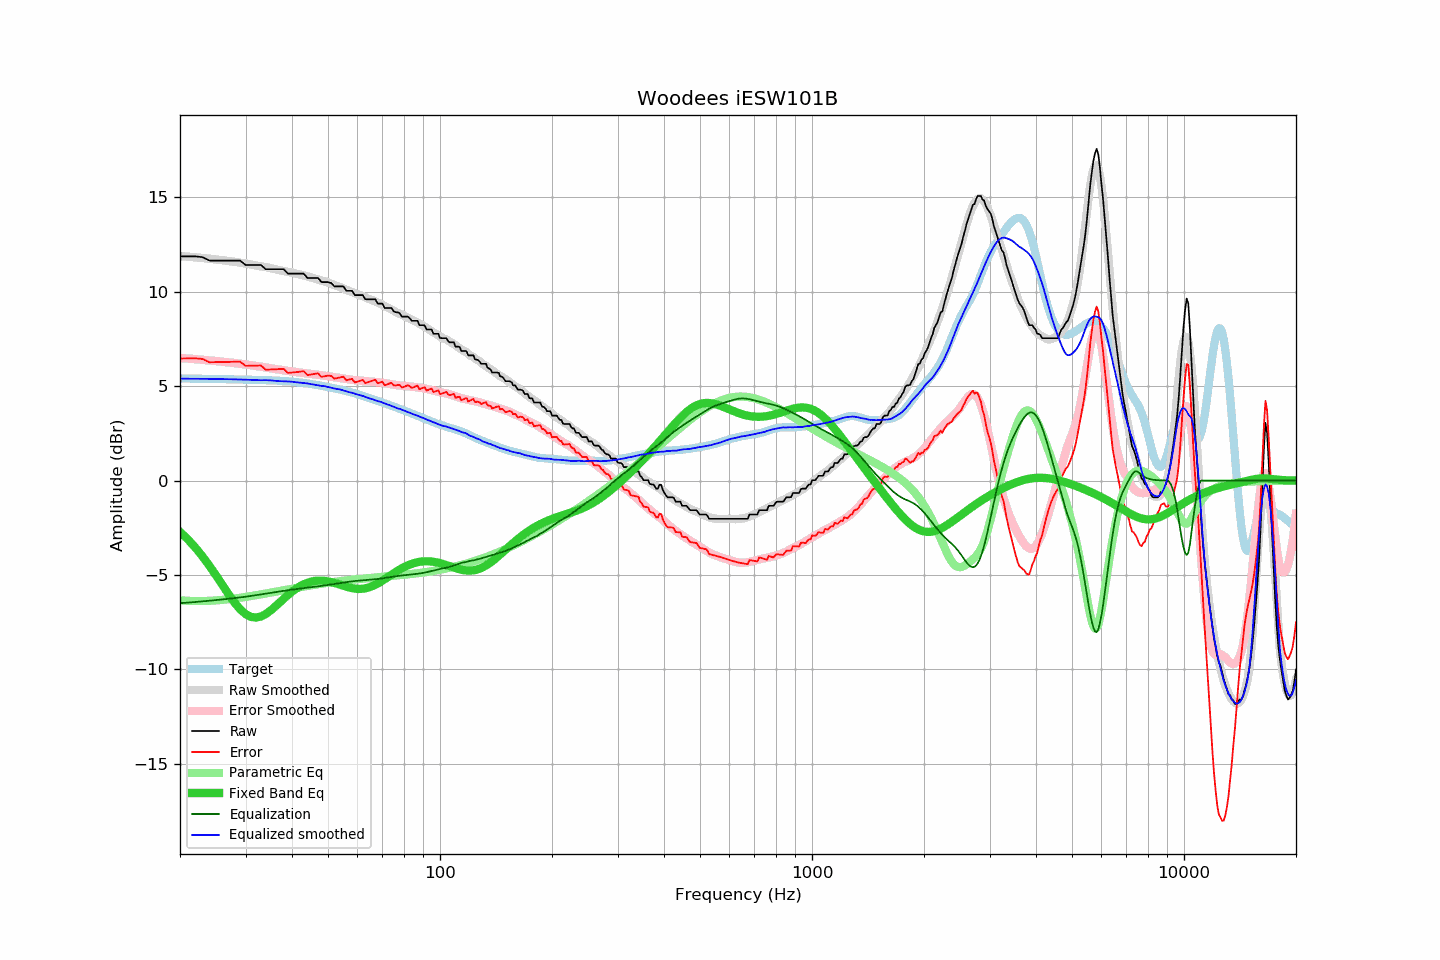 Woodees iESW101B
Amplitude (dBr)
15
10
5
0
−5
−10
−15
Target
Raw Smoothed
Error Smoothed
Raw
Error
Parametric Eq
Fixed Band Eq
Equalization
Equalized smoothed
100
1000
10000
Frequency (Hz)